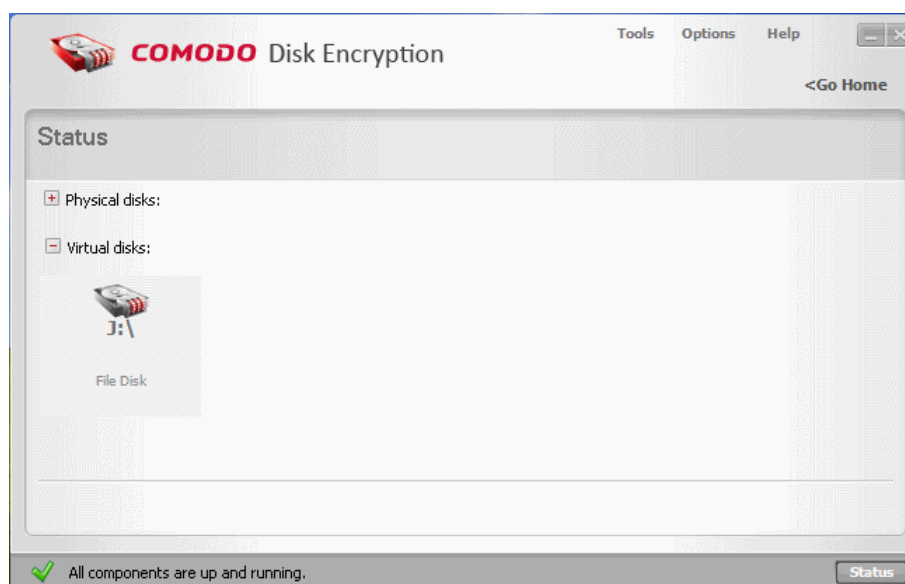 COMODO Disk Encryption
Tools Options Help
<Go Home
Status
Physical disks:
Virtual disks:
J:\
File Disk
All components are up and running.
Status